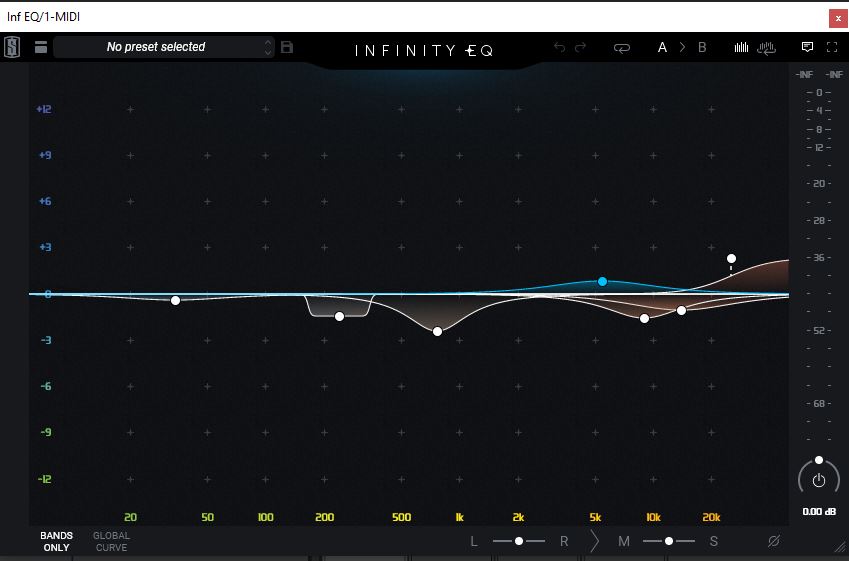 Inf EQ/1-MIDI
x
No preset selected
INFINITY EQ
A
B
-INF -INF
+12
+9
+6
+3
0
-3
-6
-9
-12
0
4
8
12
20
28
36
52
68
20 50 100 200 500 1k 2k 5k 10k 20k
0.00 dB
BANDS ONLY
GLOBAL CURVE
L R M S